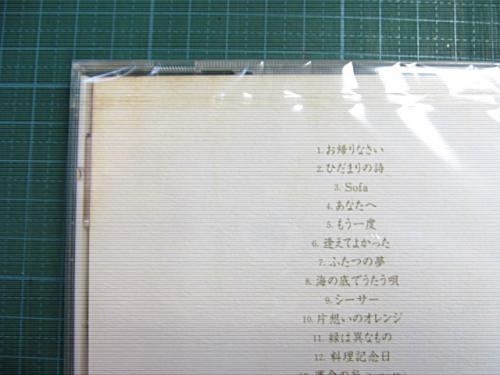 1. お帰りなさい
2. ひだまりの詩
3. Sofa
4. あなたへ
5. もう一度
6. 逢えてよかった
7. ふたつの夢
8. 海の底でうたう唄
9. シーサー
10. 片想いのオレンジ
11. 縁は異なもの
12. 料理記念日